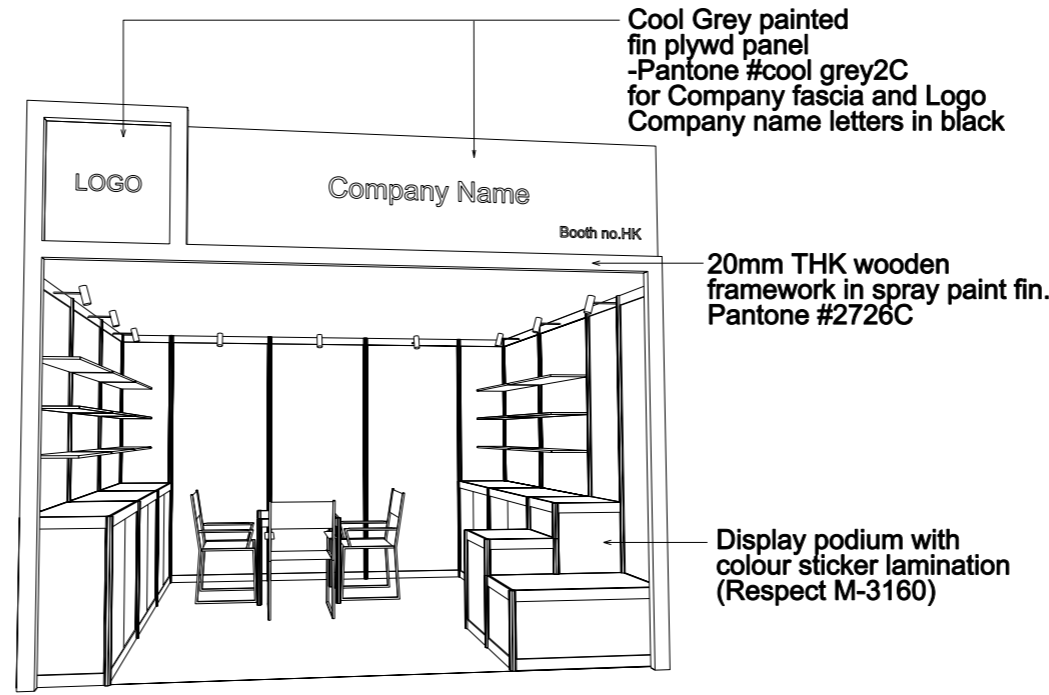 Cool Grey painted
fin plywd panel
-Pantone #cool grey2C
for Company fascia and Logo
Company name letters in black
LOGO
Company Name
Booth no.HK
20mm THK wooden
framework in spray paint fin.
Pantone #2726C
Display podium with
colour sticker lamination
(Respect M-3160)